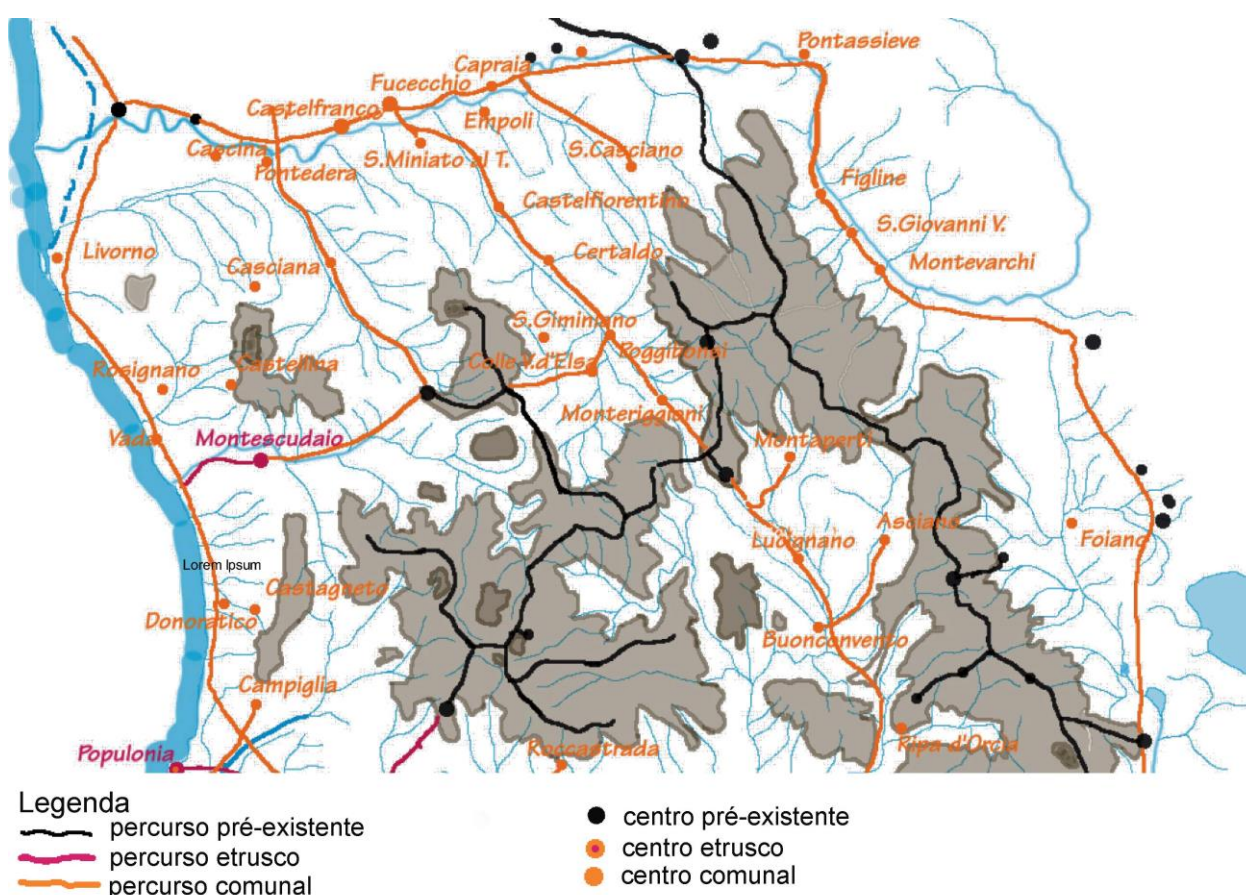 Pontassieve
Capraia
Fucecchio
Castelfranco
Empoli
Cascina
Pontedera
S.Miniato al T.
S.Casciano
Figline
Castelfiorentino
S.Giovanni V.
Livorno
Certaldo
Montevarchi
Casciana
S.Giminiano
Poggibonsi
Colle V.d'Elsa
Rosignano
Castellina
Monteriggioni
Vada
Montescudaio
Montaperti
Asciano
Lucignano
Foiano
Lorem Ipsum
Castagneto
Donoratico
Buonconvento
Campiglia
Populonia
Roccastrada
Ripa d'Orcia
Legenda
percurso pré-existente
percurso etrusco
percurso comunal
centro pré-existente
centro etrusco
centro comunal